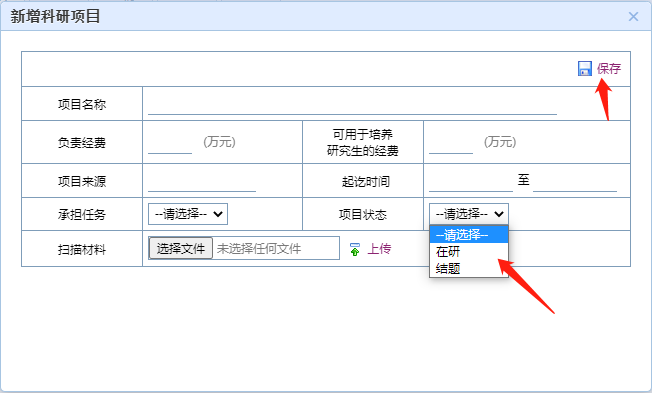 新增科研项目
保存
项目名称
负责经费 (万元) 可用于培养
研究生的经费 (万元)
项目来源 起讫时间 至
承担任务 --请选择-- 项目状态 --请选择--
--请选择--
在研
结题
扫描材料 选择文件 未选择任何文件 上传